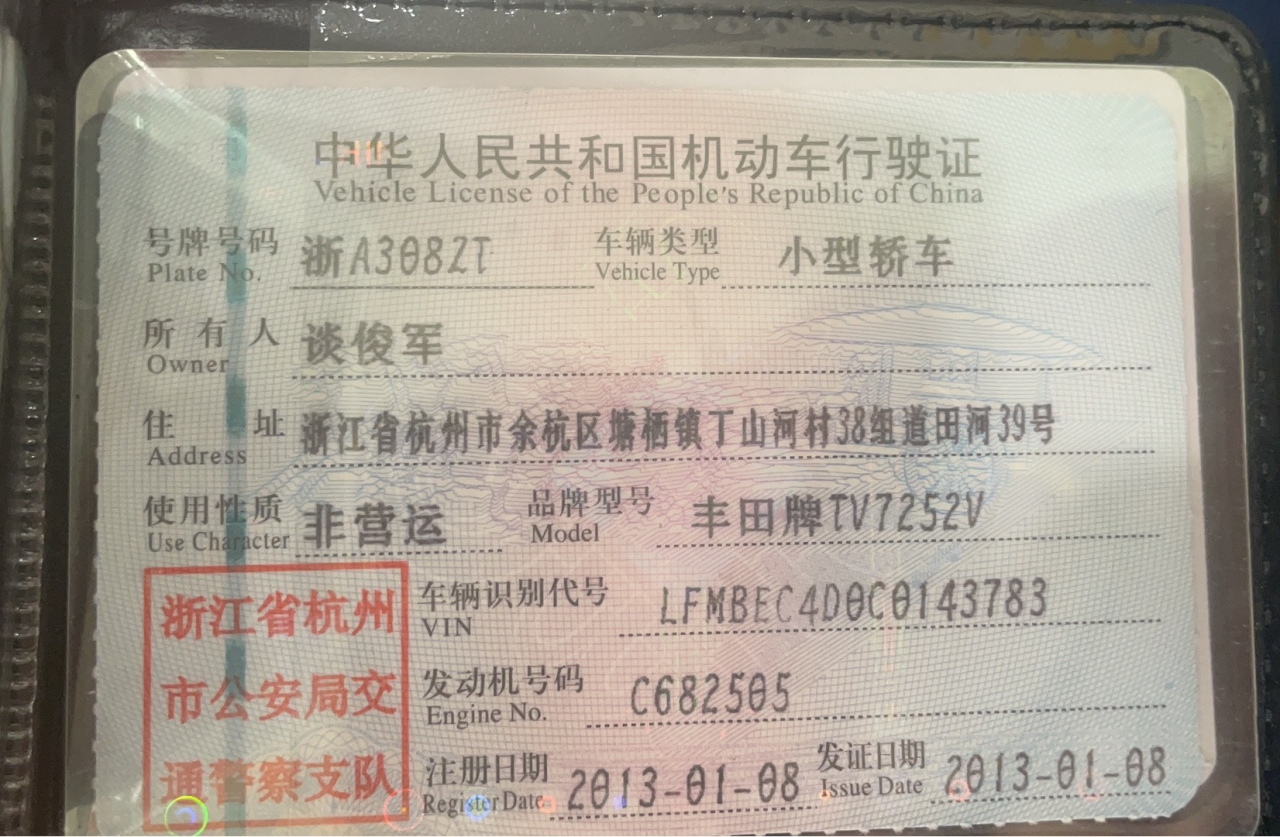 中华人民共和国机动车行驶证
Vehicle License of the People's Republic of China
号牌号码 浙A3082T 车辆类型 小型轿车
Plate No. Vehicle Type
所有人 谈俊军
Owner
住址 浙江省杭州市余杭区塘栖镇丁山河村38组道田河39号
Address
使用性质 非营运 品牌型号 丰田牌TV7252V
Use Character Model
浙江省杭州
市公安局交
通警察支队
车辆识别代号 LFMBEC4D0C0143783
VIN
发动机号码 C682505
Engine No.
注册日期 2013-01-08 发证日期 2013-01-08
Register Date Issue Date